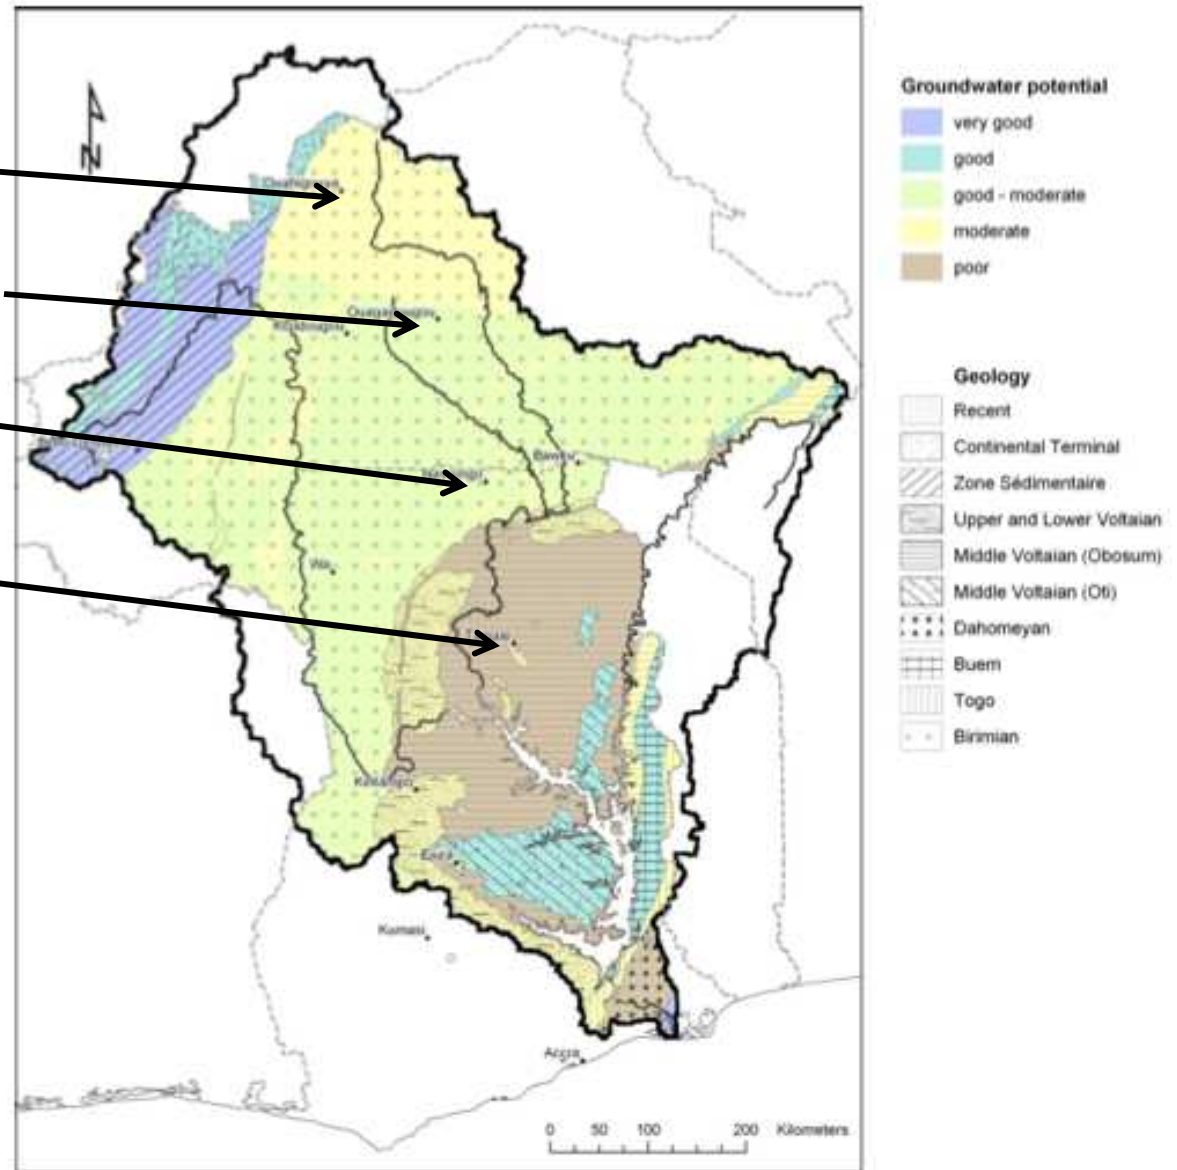 Groundwater potential
very good
good
good - moderate
moderate
poor
Geology
Recent
Continental Terminal
Zone Sédimentaire
Upper and Lower Voltaian
Middle Voltaian (Obosum)
Middle Voltaian (Oti)
Dahomeyan
Buem
Togo
Birimian
N
Bawku
Wa
Kumasi
Accra
0 50 100 200 Kilometers